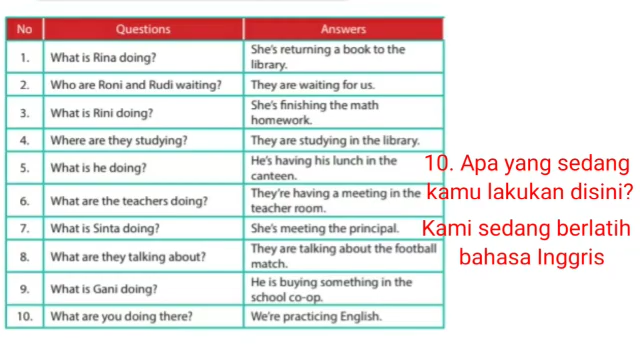 No Questions Answers
1. What is Rina doing? She's returning a book to the
library.
2. Who are Roni and Rudi waiting? They are waiting for us.
3. What is Rini doing? She's finishing the math
homework.
4. Where are they studying? They are studying in the library.
5. What is he doing? He's having his lunch in the
canteen.
6. What are the teachers doing? They're having a meeting in the
teacher room.
7. What is Sinta doing? She's meeting the principal.
8. What are they talking about? They are talking about the football
match.
9. What is Gani doing? He is buying something in the
school co-op.
10. What are you doing there? We're practicing English.
10. Apa yang sedang
kamu lakukan disini?
Kami sedang berlatih
bahasa Inggris